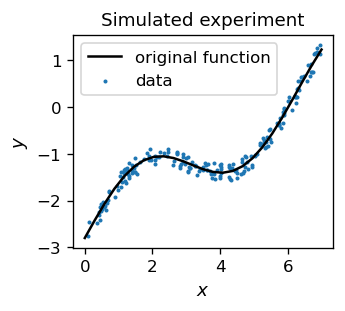 Simulated experiment
original function
data
1
0
−1
−2
−3
y
0
2
4
6
x